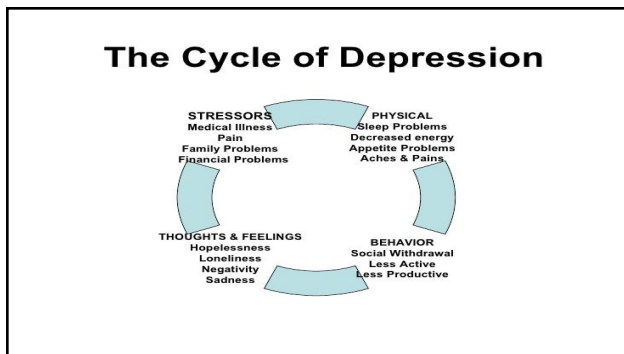 The Cycle of Depression
STRESSORS
Medical Illness
Pain
Family Problems
Financial Problems
PHYSICAL
Sleep Problems
Decreased energy
Appetite Problems
Aches & Pains
THOUGHTS & FEELINGS
Hopelessness
Loneliness
Negativity
Sadness
BEHAVIOR
Social Withdrawal
Less Active
Less Productive